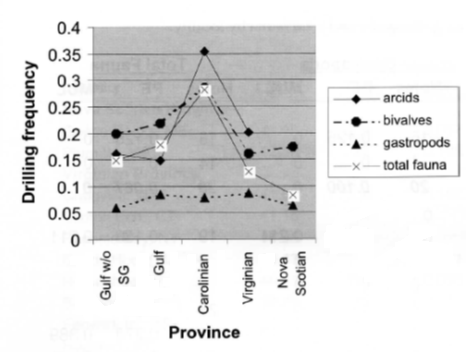 0.4
0.35
0.3
0.25
0.2
0.15
0.1
0.05
0
Drilling frequency
Gulf w/o
SG
Gulf
Carolinian
Virginian
Nova
Scotian
Province
arcids
bivalves
gastropods
total fauna